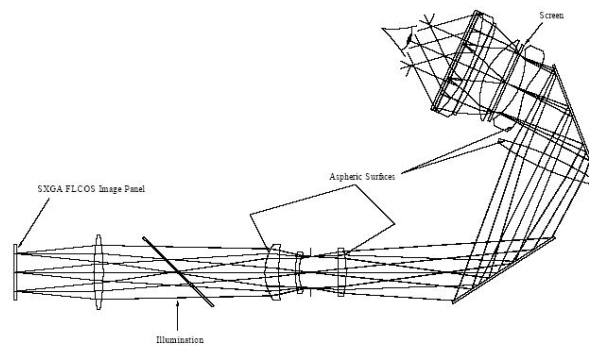 Screen
SXGA FLCOS Image Panel
Aspheric Surfaces
Illumination